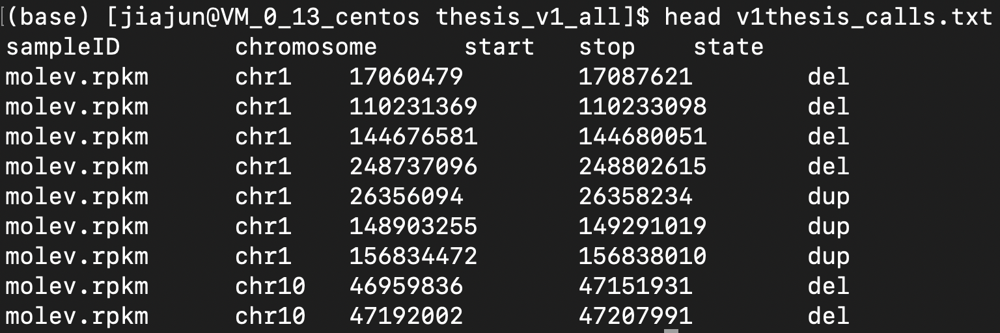 (base) [jiajun@VM_0_13_centos thesis_v1_all]$ head v1thesis_calls.txt
sampleID	chromosome	start	stop	state
molev.rpkm	chr1	17060479	17087621	del
molev.rpkm	chr1	110231369	110233098	del
molev.rpkm	chr1	144676581	144680051	del
molev.rpkm	chr1	248737096	248802615	del
molev.rpkm	chr1	26356094	26358234	dup
molev.rpkm	chr1	148903255	149291019	dup
molev.rpkm	chr1	156834472	156838010	dup
molev.rpkm	chr10	46959836	47151931	del
molev.rpkm	chr10	47192002	47207991	del